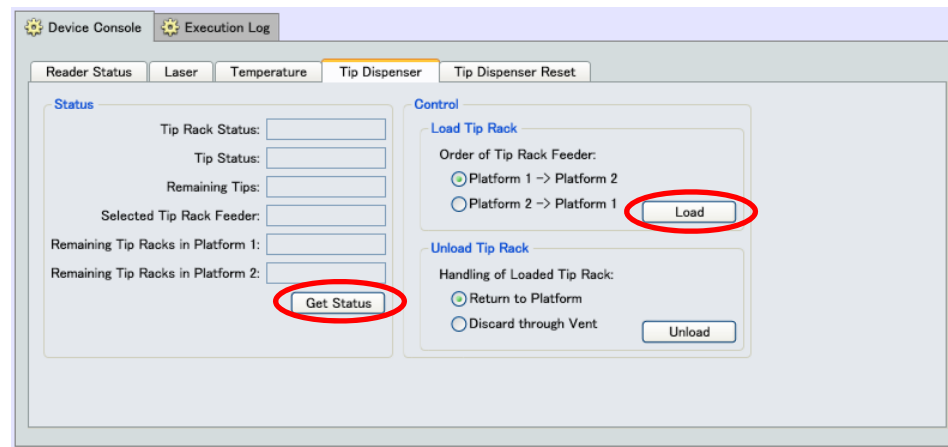 Device Console
Execution Log
Reader Status
Laser
Temperature
Tip Dispenser
Tip Dispenser Reset
Status
Tip Rack Status:
Tip Status:
Remaining Tips:
Selected Tip Rack Feeder:
Remaining Tip Racks in Platform 1:
Remaining Tip Racks in Platform 2:
Get Status
Control
Load Tip Rack
Order of Tip Rack Feeder:
Platform 1 -> Platform 2
Platform 2 -> Platform 1
Load
Unload Tip Rack
Handling of Loaded Tip Rack:
Return to Platform
Discard through Vent
Unload